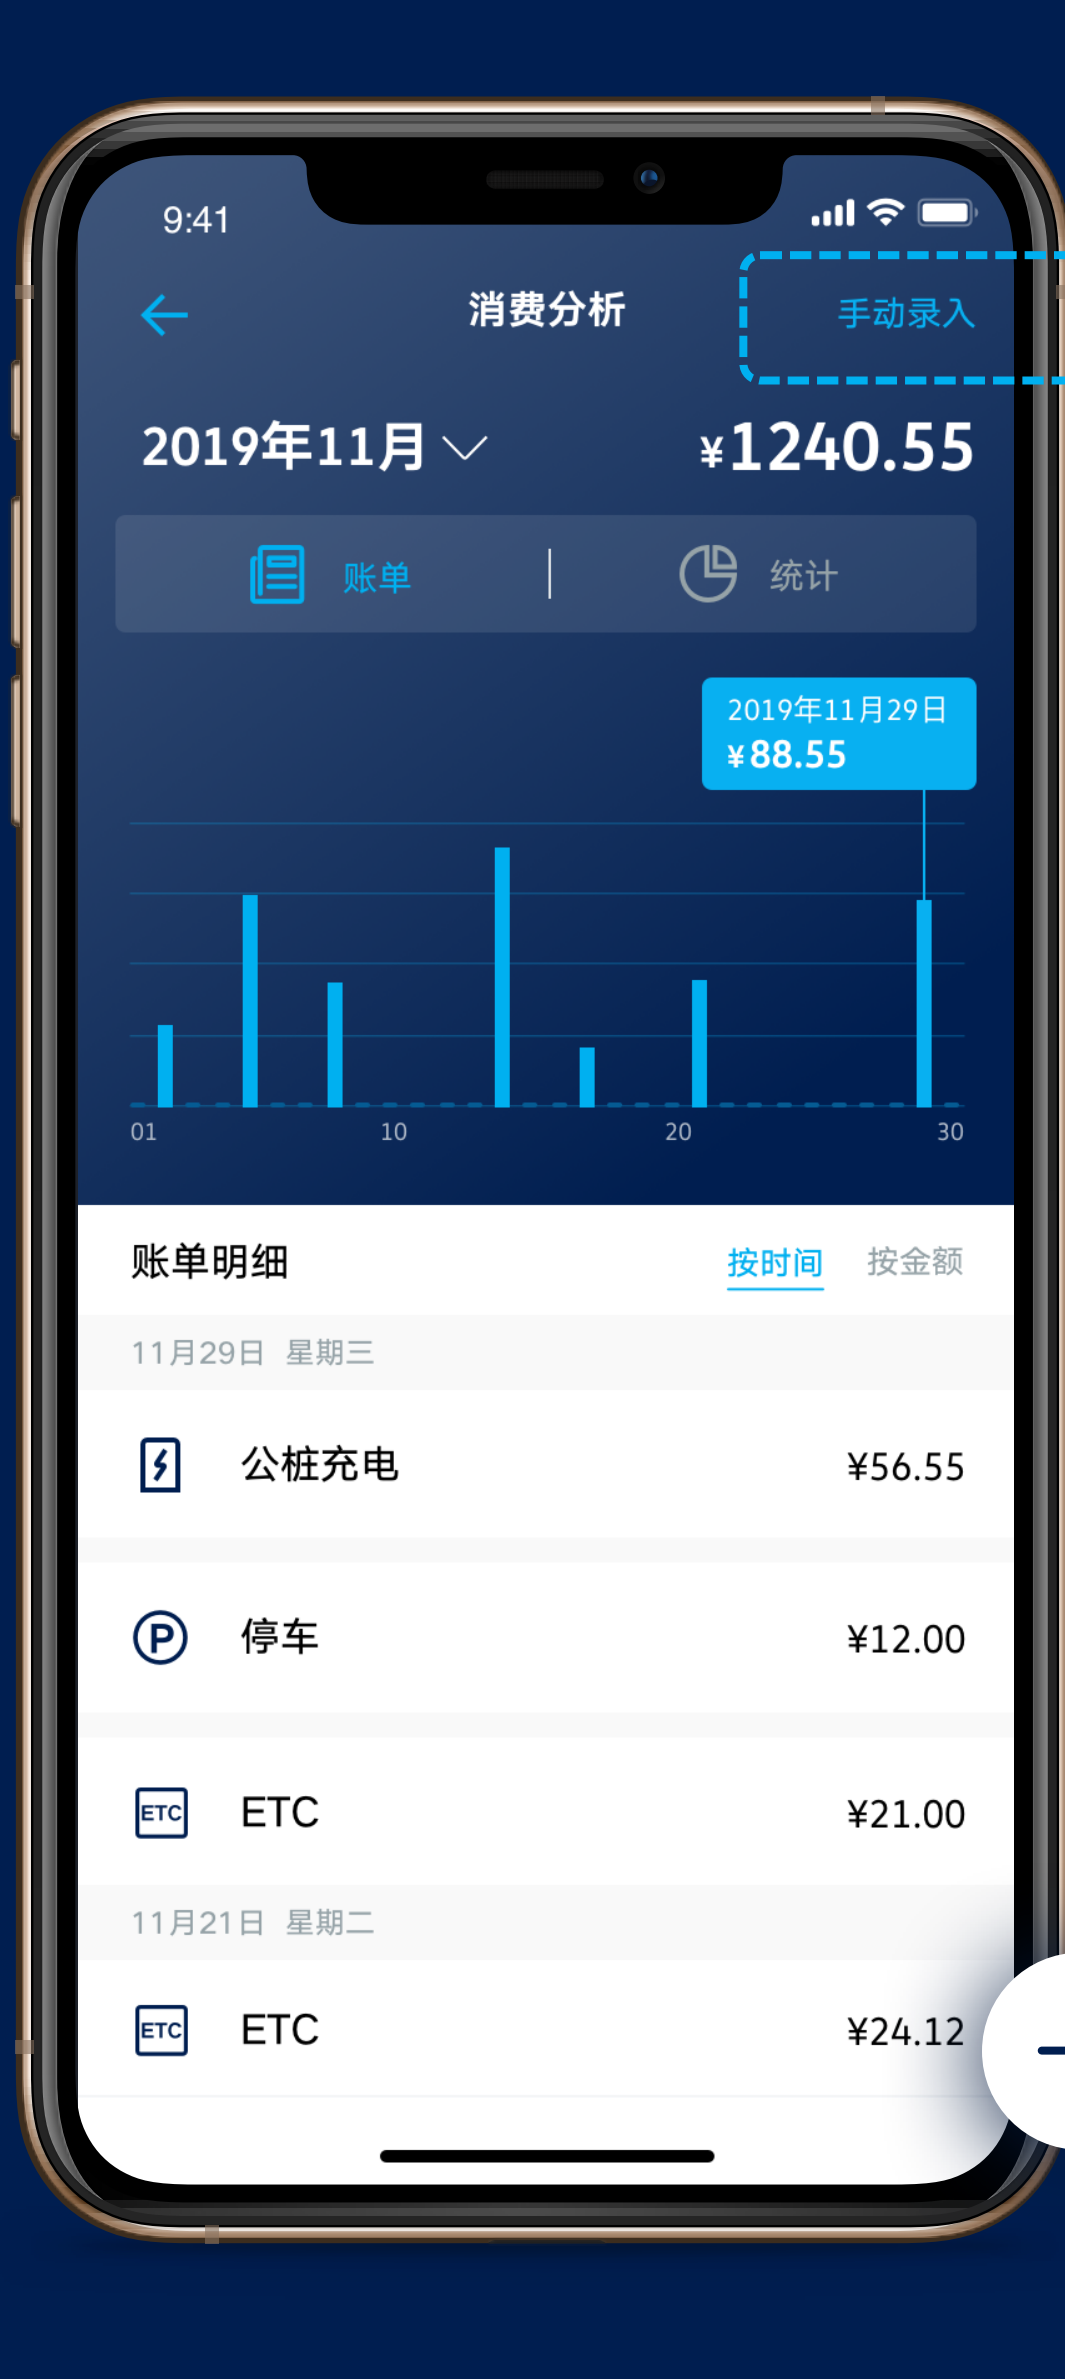 9:41
消费分析
手动录入
2019年11月
¥1240.55
账单
统计
2019年11月29日
¥88.55
01 10 20 30
账单明细
按时间 按金额
11月29日 星期三
公桩充电 ¥56.55
P 停车 ¥12.00
ETC ETC ¥21.00
11月21日 星期二
ETC ETC ¥24.12